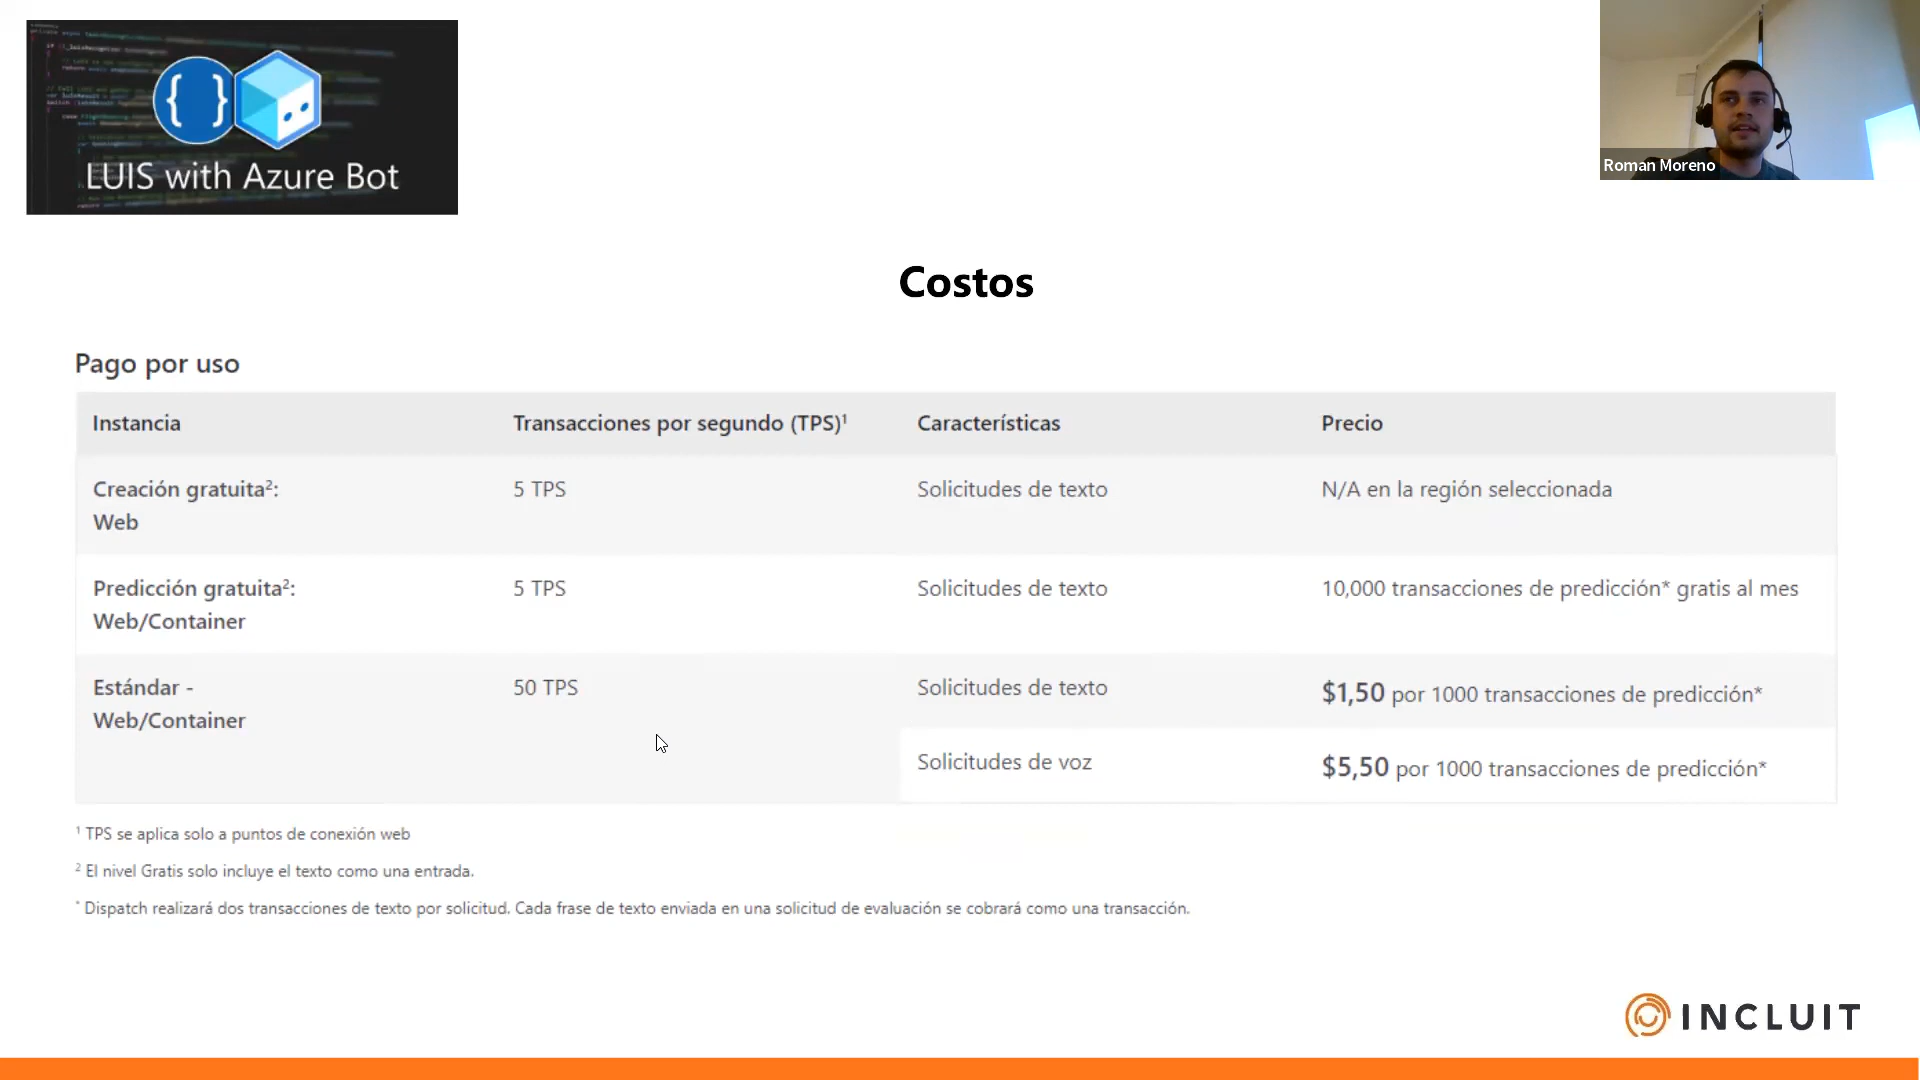 LUIS with Azure Bot
Roman Moreno
Costos
Pago por uso
Instancia Transacciones por segundo (TPS)¹ Características Precio
Creación gratuita²: 5 TPS Solicitudes de texto N/A en la región seleccionada
Web
Predicción gratuita²: 5 TPS Solicitudes de texto 10,000 transacciones de predicción* gratis al mes
Web/Container
Estándar - 50 TPS Solicitudes de texto $1,50 por 1000 transacciones de predicción*
Web/Container
Solicitudes de voz $5,50 por 1000 transacciones de predicción*
¹ TPS se aplica solo a puntos de conexión web
² El nivel Gratis solo incluye el texto como una entrada.
* Dispatch realizará dos transacciones de texto por solicitud. Cada frase de texto enviada en una solicitud de evaluación se cobrará como una transacción.
INCLUIT